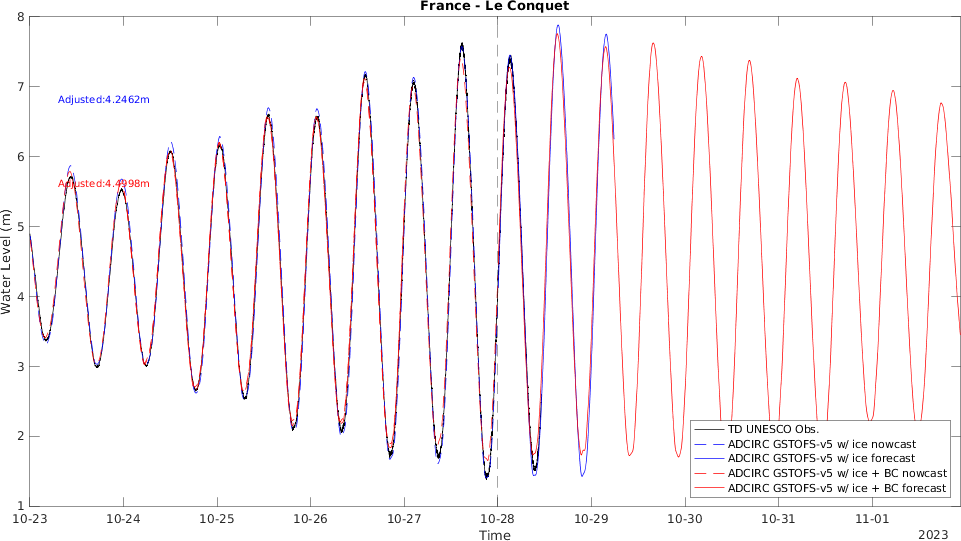 France - Le Conquet
8
7
6
5
4
3
2
1
Water Level (m)
Adjusted:4.2462m
Adjusted:4.4998m
TD UNESCO Obs.
ADCIRC GSTOFS-v5 w/ ice nowcast
ADCIRC GSTOFS-v5 w/ ice forecast
ADCIRC GSTOFS-v5 w/ ice + BC nowcast
ADCIRC GSTOFS-v5 w/ ice + BC forecast
10-23 10-24 10-25 10-26 10-27 10-28 10-29 10-30 10-31 11-01
Time
2023